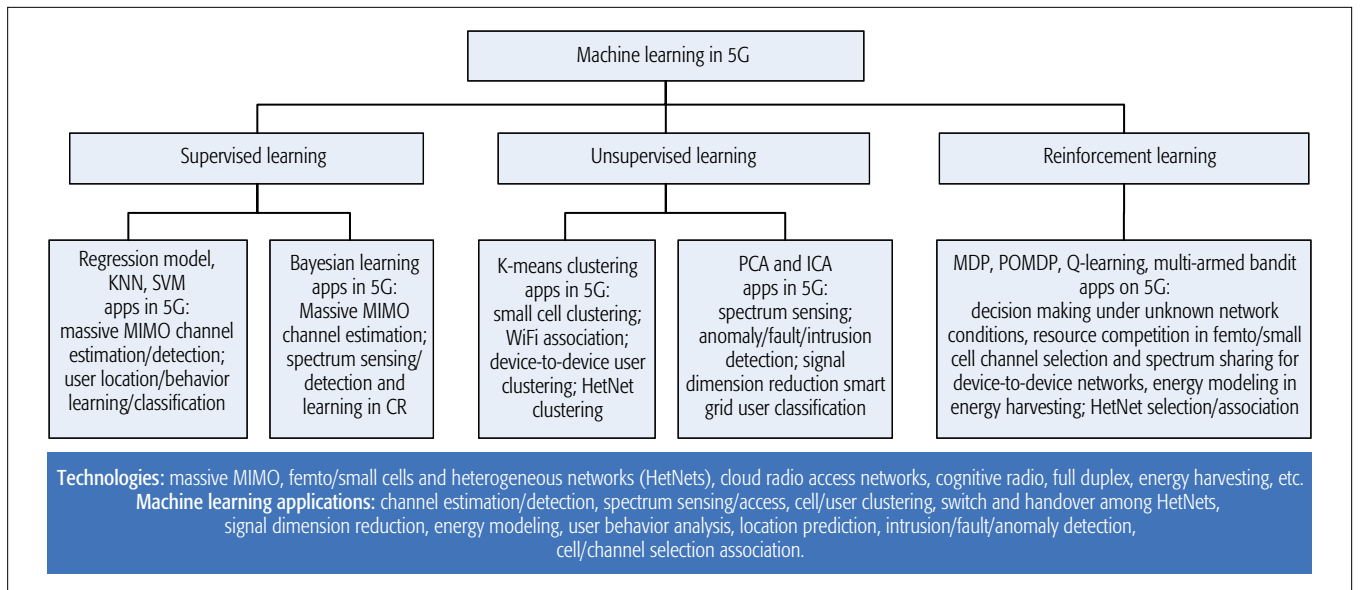 Machine learning in 5G
Supervised learning
Unsupervised learning
Reinforcement learning
Regression model,
KNN, SVM
apps in 5G:
massive MIMO channel
estimation/detection;
user location/behavior
learning/classification
Bayesian learning
apps in 5G:
Massive MIMO
channel estimation;
spectrum sensing/
detection and
learning in CR
K-means clustering
apps in 5G:
small cell clustering;
WiFi association;
device-to-device user
clustering; HetNet
clustering
PCA and ICA
apps in 5G:
spectrum sensing;
anomaly/fault/intrusion
detection; signal
dimension reduction smart
grid user classification
MDP, POMDP, Q-learning, multi-armed bandit
apps on 5G:
decision making under unknown network
conditions, resource competition in femto/small
cell channel selection and spectrum sharing for
device-to-device networks, energy modeling in
energy harvesting; HetNet selection/association
Technologies: massive MIMO, femto/small cells and heterogeneous networks (HetNets), cloud radio access networks, cognitive radio, full duplex, energy harvesting, etc.
Machine learning applications: channel estimation/detection, spectrum sensing/access, cell/user clustering, switch and handover among HetNets,
signal dimension reduction, energy modeling, user behavior analysis, location prediction, intrusion/fault/anomaly detection,
cell/channel selection association.